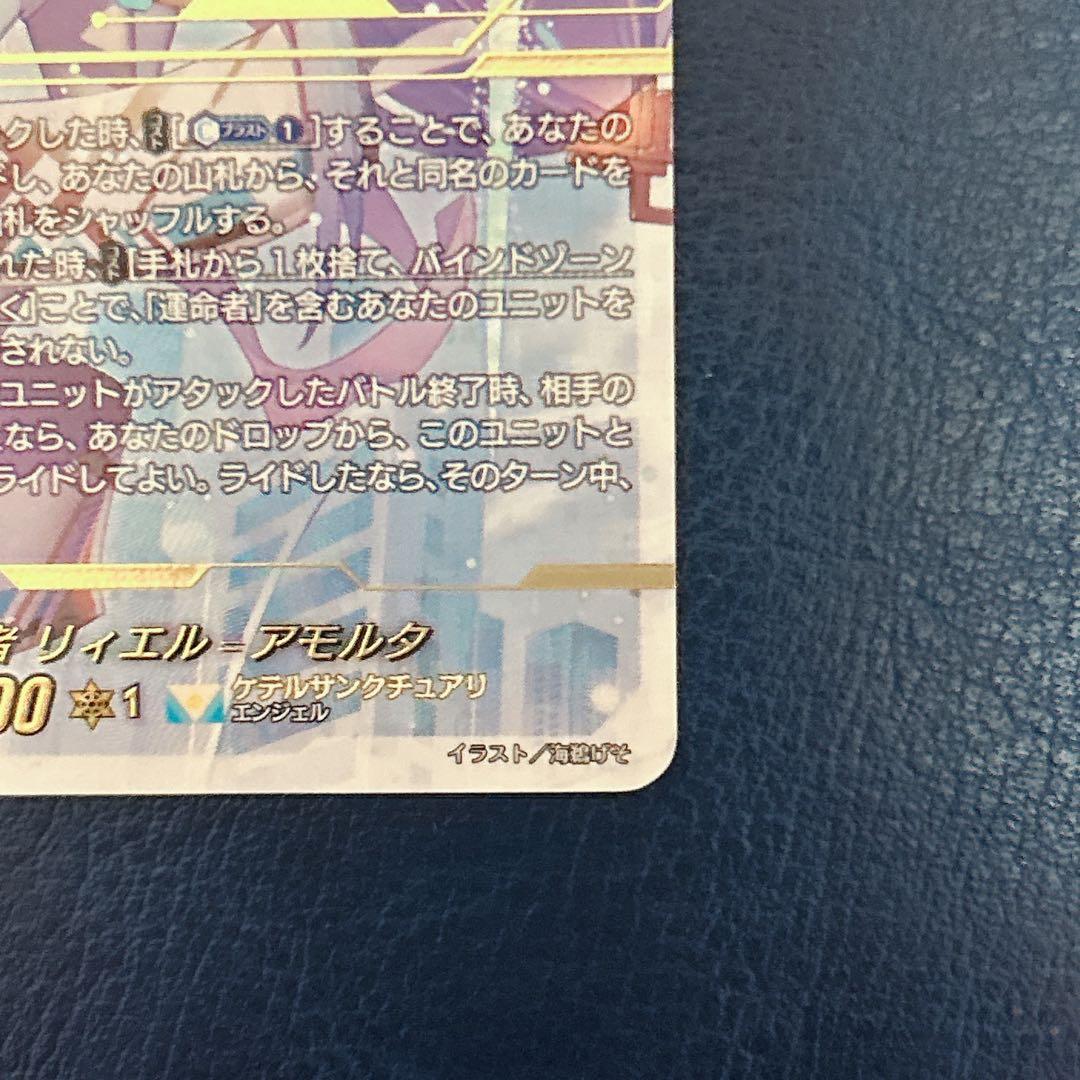 クした時、コスト[Cブラスト1]することで、あなたの
し、あなたの山札から、それと同名のカードを
札をシャッフルする。
れた時、コスト[手札から1枚捨て、バインドゾーン
く]ことで、「運命者」を含むあなたのユニットを
されない。
ユニットがアタックしたバトル終了時、相手の
なら、あなたのドロップから、このユニットと
ライドしてよい。ライドしたなら、そのターン中、
者 リィエル=アモルタ
00 1 ケテルサンクチュアリ
エンジェル
イラスト/海鵜げそ